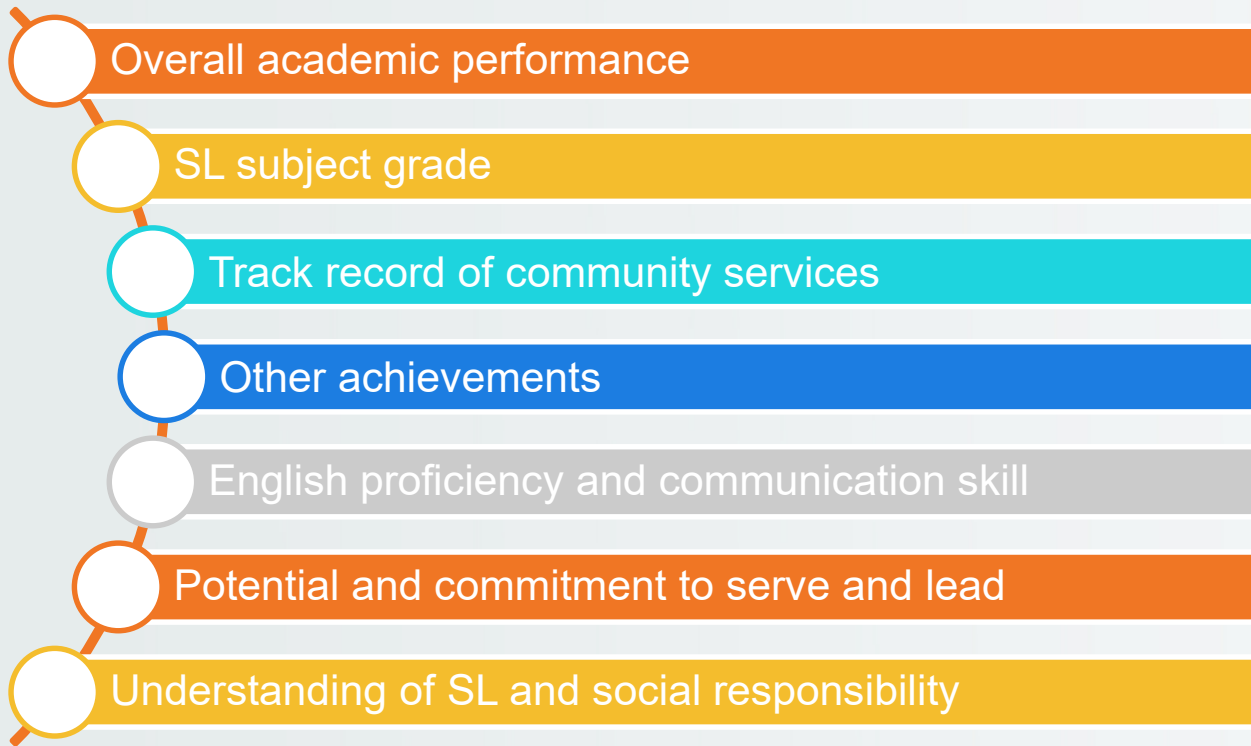 Overall academic performance
SL subject grade
Track record of community services
Other achievements
English proficiency and communication skill
Potential and commitment to serve and lead
Understanding of SL and social responsibility